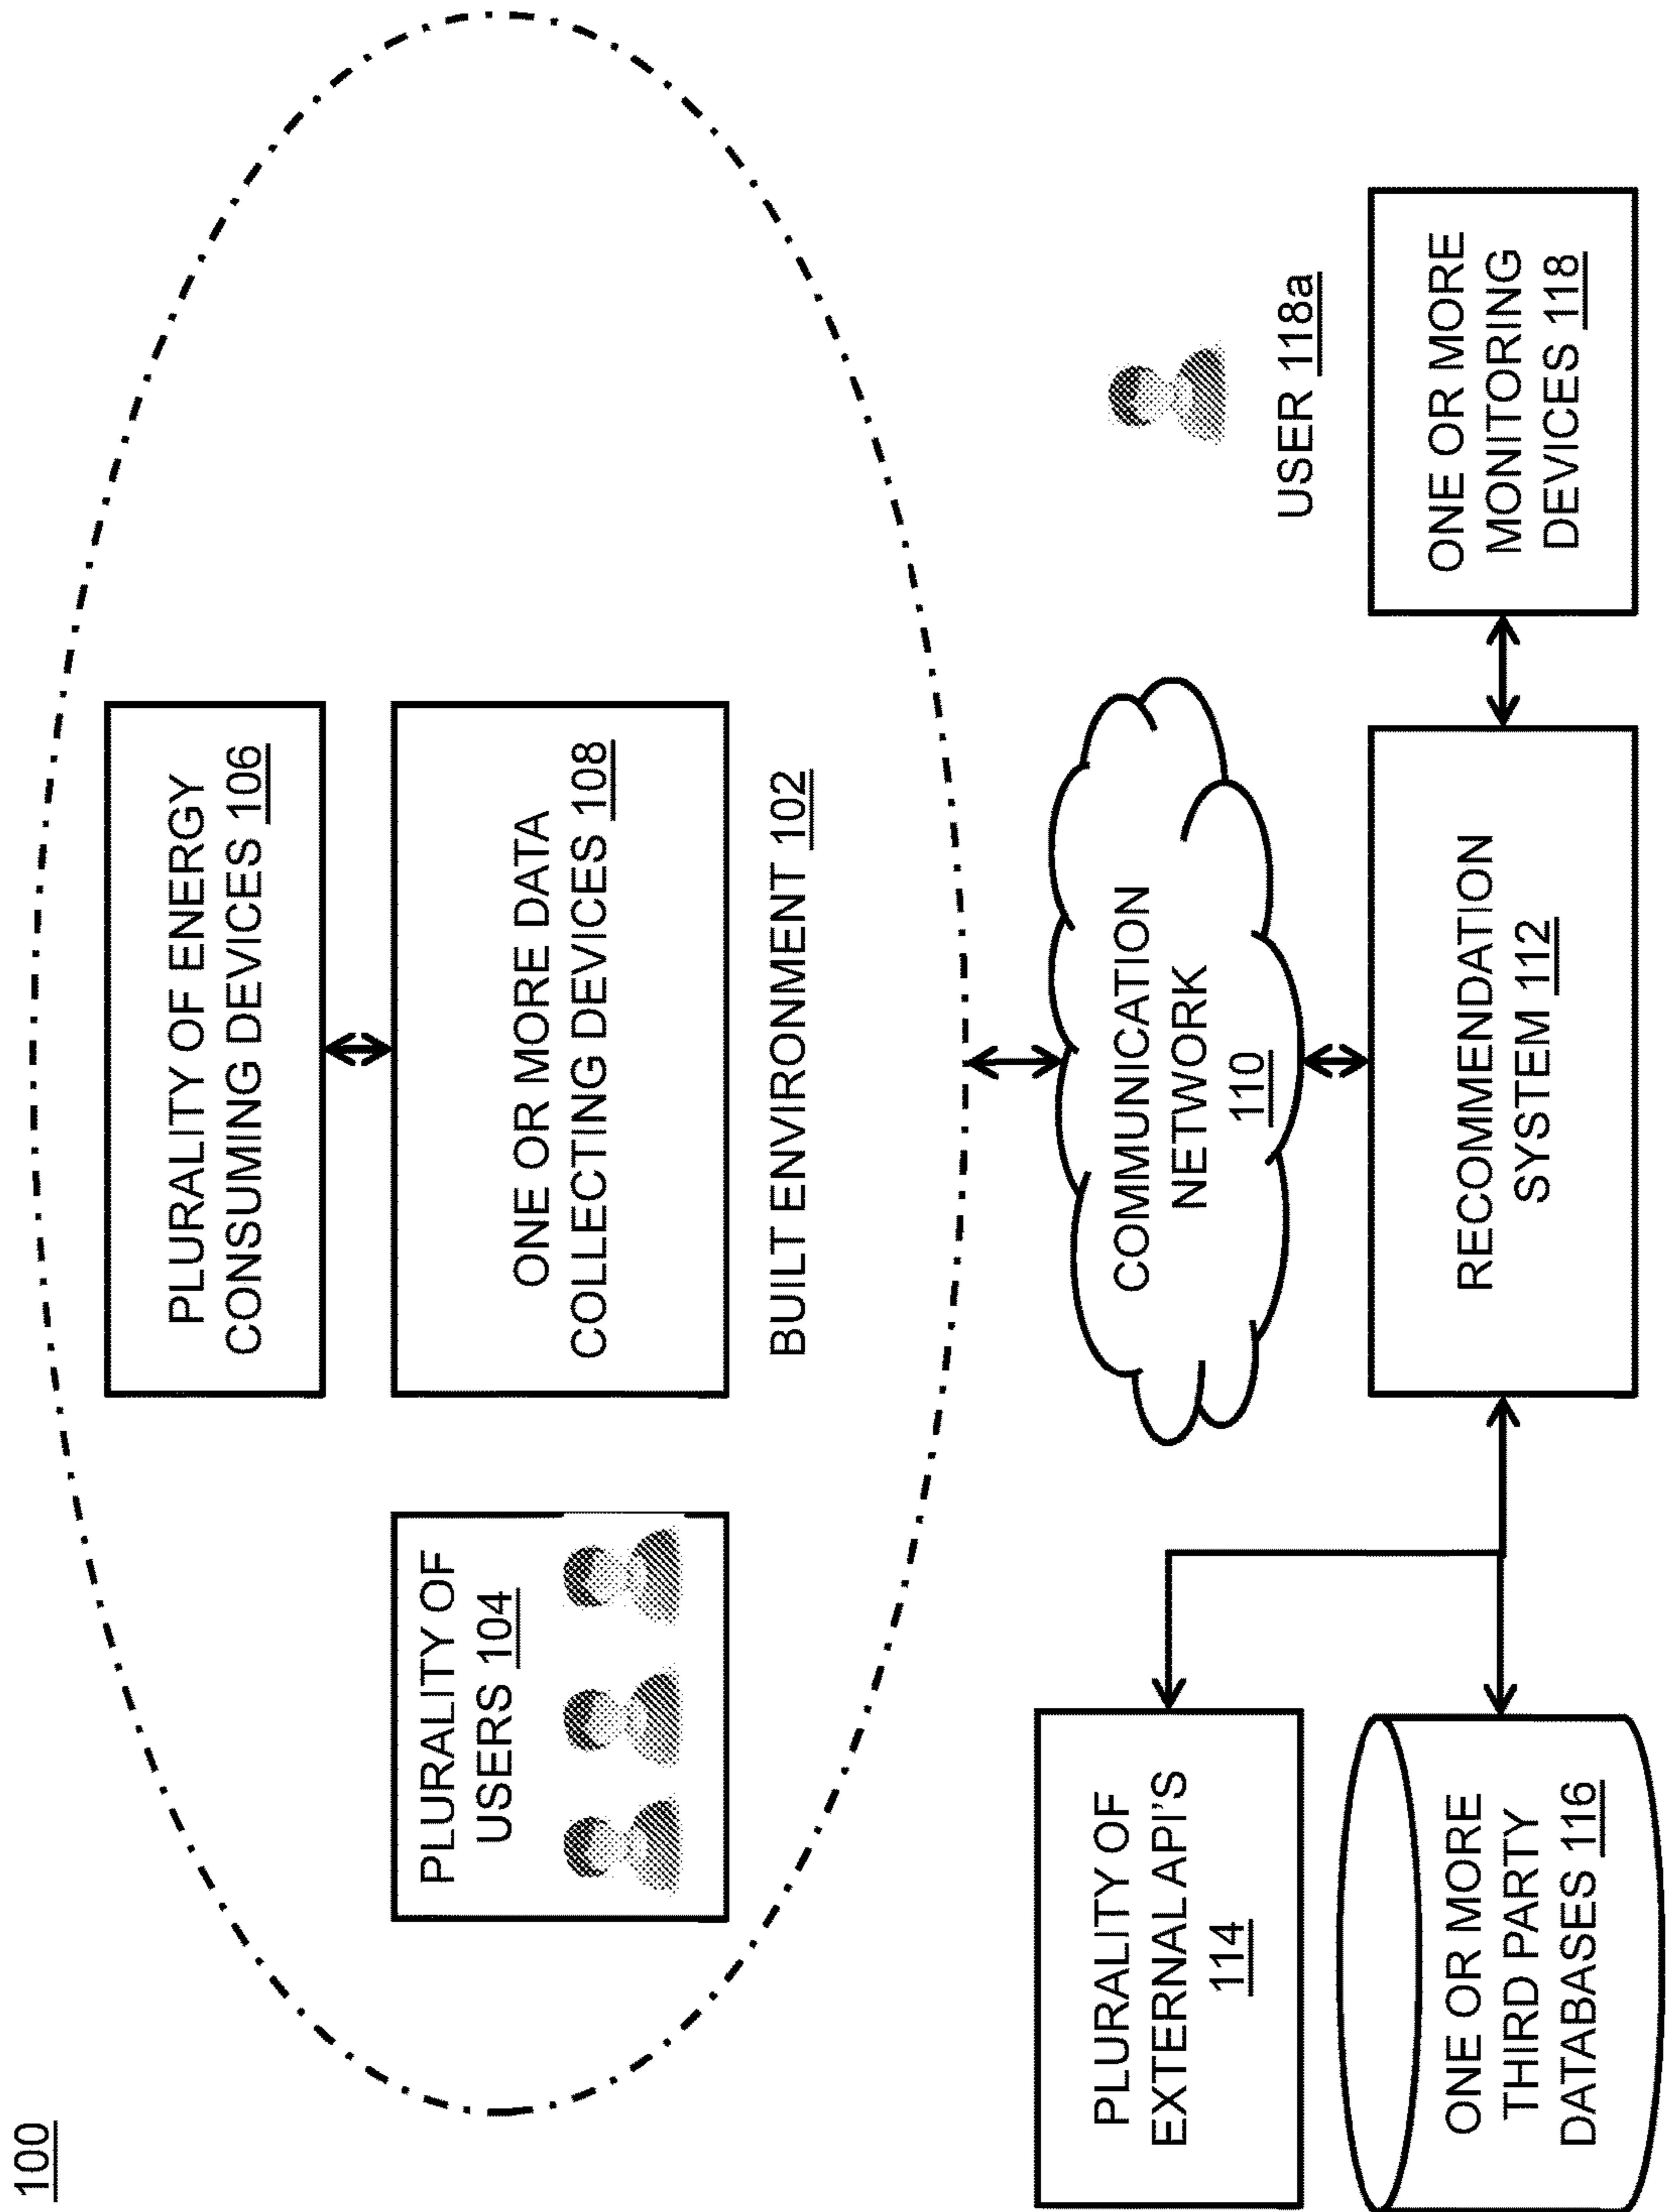 100
PLURALITY OF ENERGY
CONSUMING DEVICES 106
PLURALITY OF
USERS 104
ONE OR MORE DATA
COLLECTING DEVICES 108
BUILT ENVIRONMENT 102
COMMUNICATION
NETWORK
110
USER 118a
PLURALITY OF
EXTERNAL API'S
114
ONE OR MORE
THIRD PARTY
DATABASES 116
RECOMMENDATION
SYSTEM 112
ONE OR MORE
MONITORING
DEVICES 118